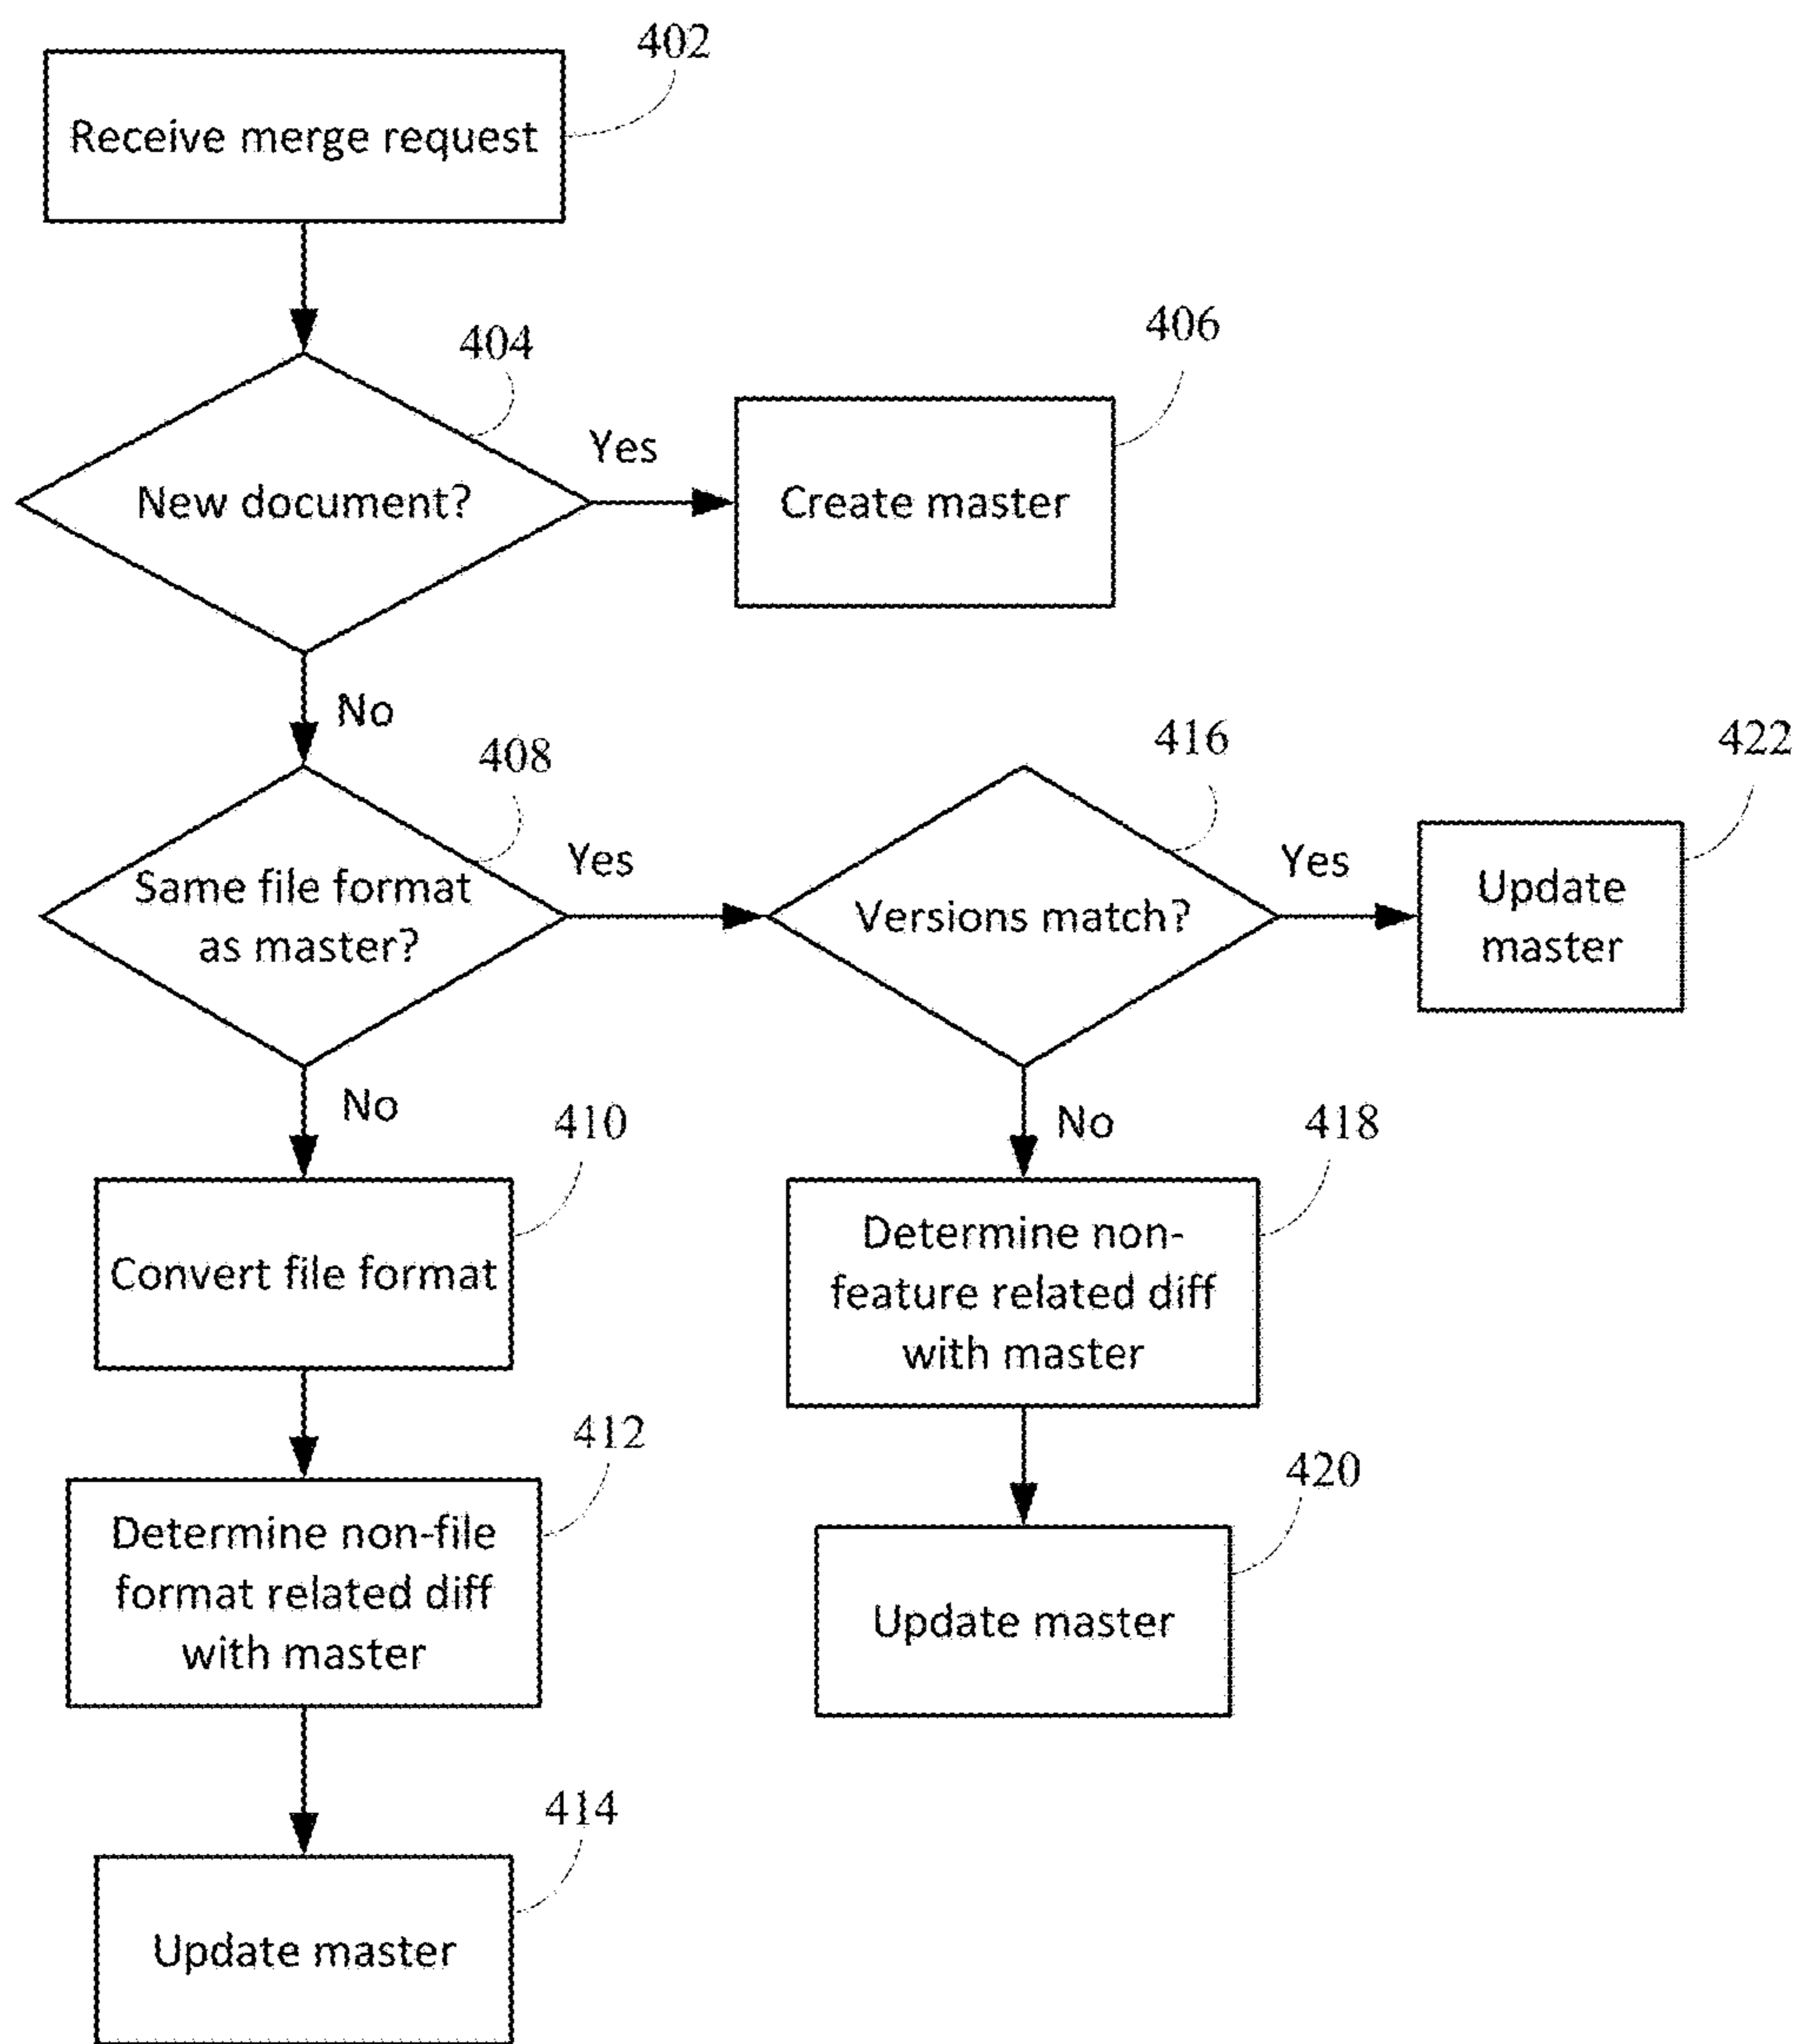 402
Receive merge request
404
406
Yes
New document?
Create master
No
408
416
422
Same file format
as master?
Yes
Versions match?
Yes
Update
master
No
410
No
418
Convert file format
Determine non-
feature related diff
with master
412
420
Determine non-file
format related diff
with master
Update master
414
Update master